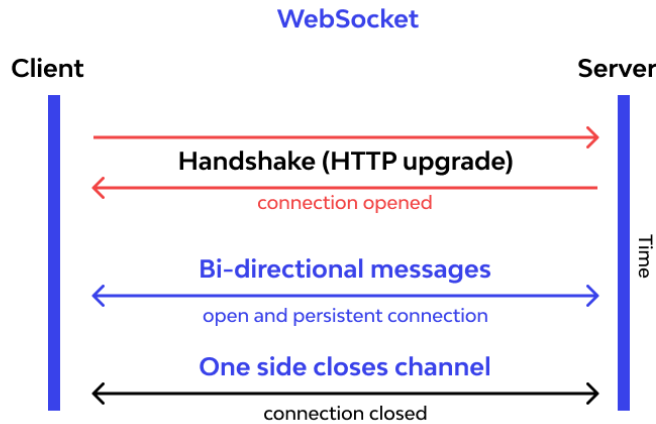 WebSocket
Client
Server
Handshake (HTTP upgrade)
connection opened
Time
Bi-directional messages
open and persistent connection
One side closes channel
connection closed